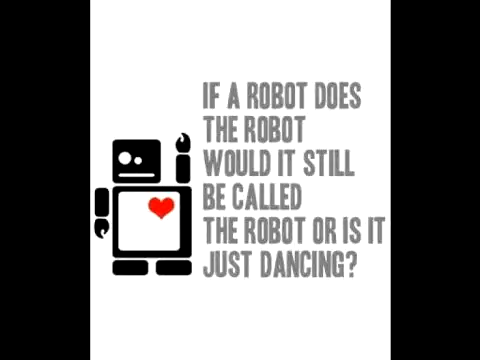 IF A ROBOT DOES
THE ROBOT
WOULD IT STILL
BE CALLED
THE ROBOT OR IS IT
JUST DANCING?